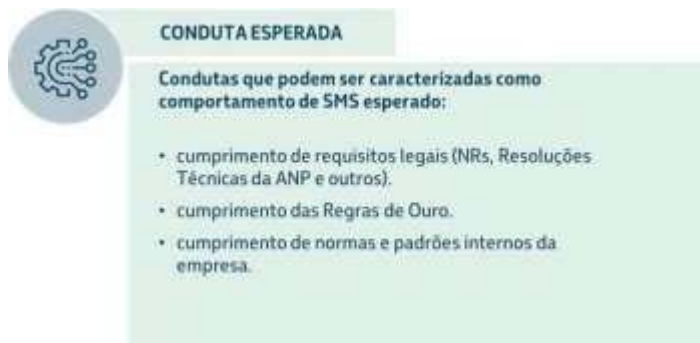 CONDUTA ESPERADA
Condutas que podem ser caracterizadas como
comportamento de SMS esperado:
• cumprimento de requisitos legais (NRs, Resoluções
Técnicas da ANP e outros).
• cumprimento das Regras de Ouro.
• cumprimento de normas e padrões internos da
empresa.